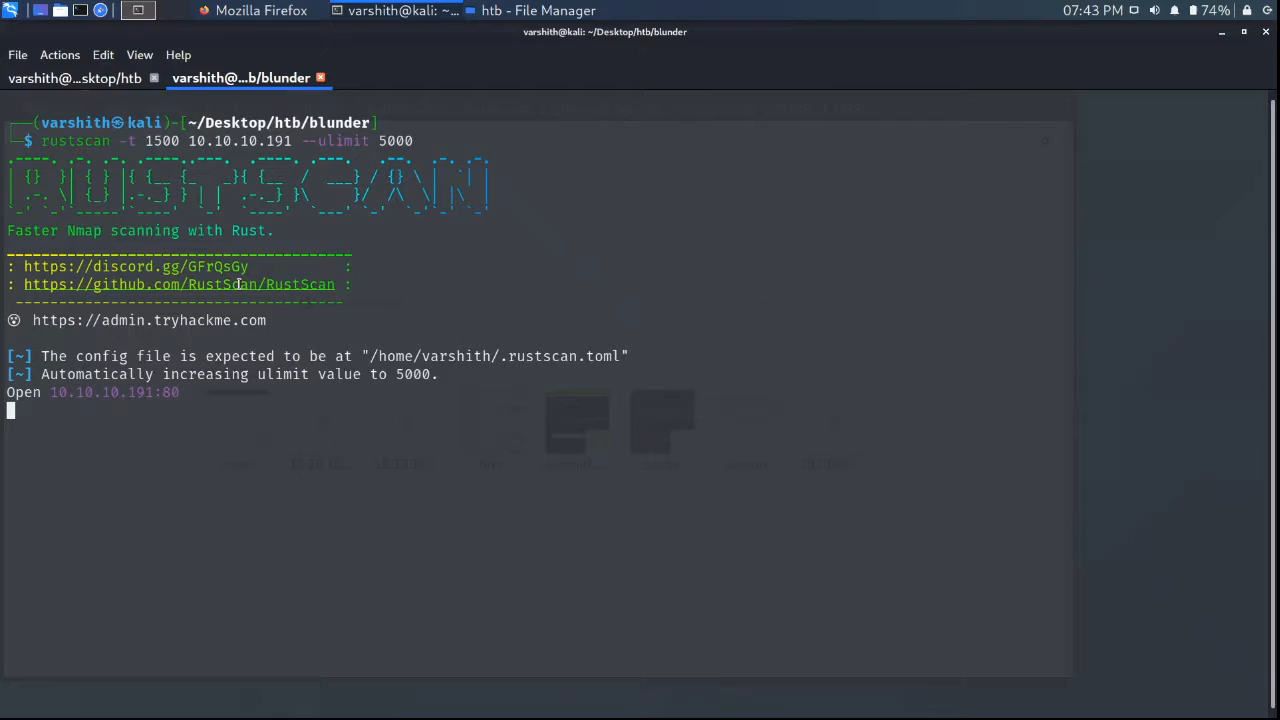 Mozilla Firefox
varshith@kali: ~...
htb - File Manager
07:43 PM
74%
varshith@kali: ~/Desktop/htb/blunder
File Actions Edit View Help
varshith@...sktop/htb
varshith@...b/blunder
┌──(varshith㉿kali)-[~/Desktop/htb/blunder]
└─$ rustscan -t 1500 10.10.10.191 --ulimit 5000
RUSTSCAN
Faster Nmap scanning with Rust.
________________________________________
: https://discord.gg/GFrQsGy :
: https://github.com/RustScan/RustScan :
--------------------------------------
😵 https://admin.tryhackme.com
[~] The config file is expected to be at "/home/varshith/.rustscan.toml"
[~] Automatically increasing ulimit value to 5000.
Open 10.10.10.191:80